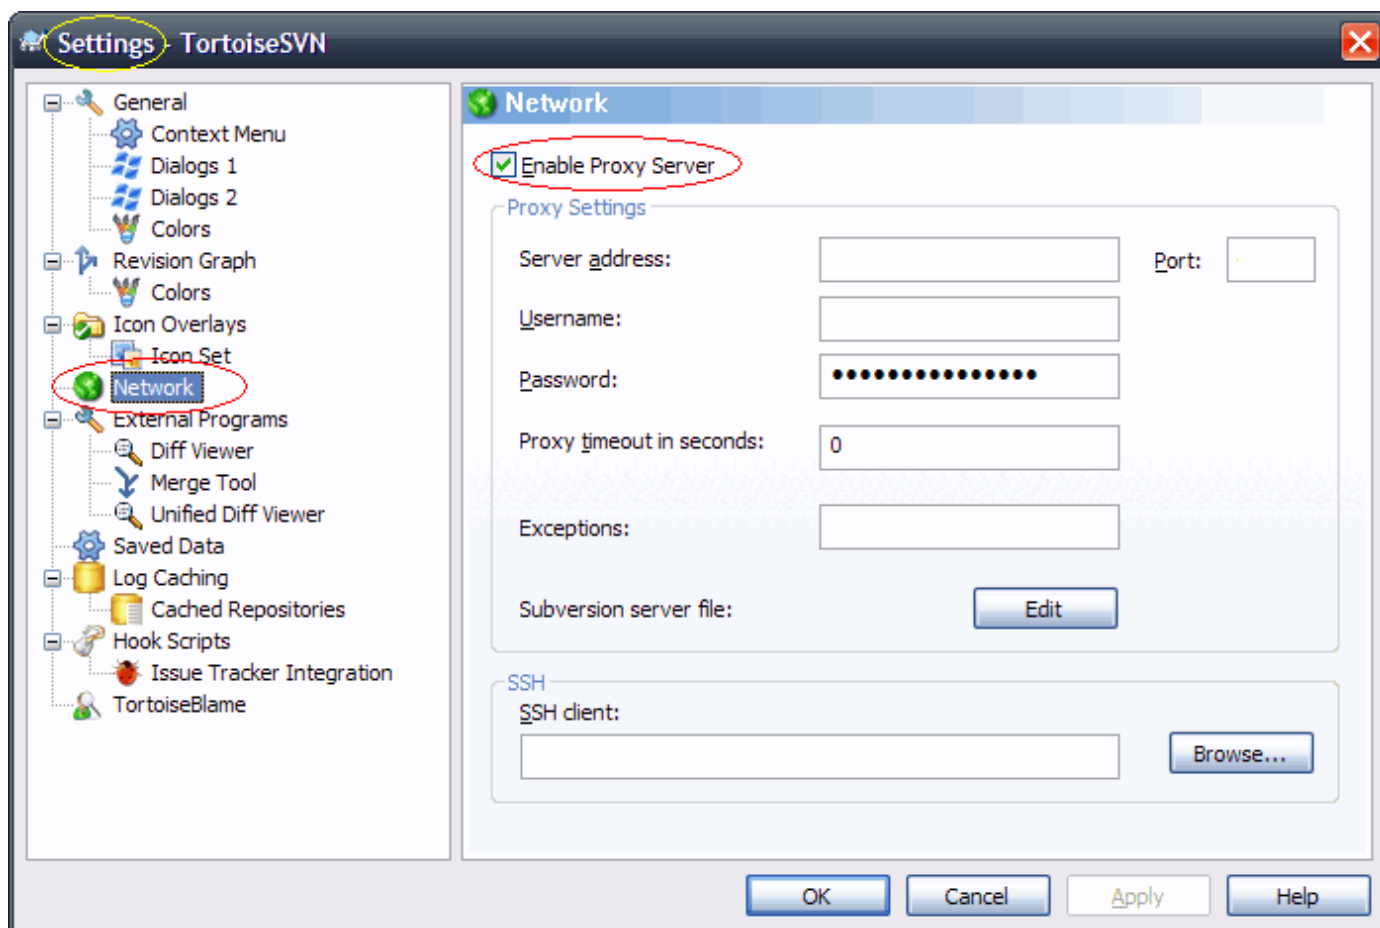 Settings - TortoiseSVN
General
Context Menu
Dialogs 1
Dialogs 2
Colors
Revision Graph
Colors
Icon Overlays
Icon Set
Network
External Programs
Diff Viewer
Merge Tool
Unified Diff Viewer
Saved Data
Log Caching
Cached Repositories
Hook Scripts
Issue Tracker Integration
TortoiseBlame
Network
Enable Proxy Server
Proxy Settings
Server address:
Port:
Username:
Password: •••••••••••••••
Proxy timeout in seconds: 0
Exceptions:
Subversion server file: Edit
SSH
SSH client:
Browse...
OK Cancel Apply Help